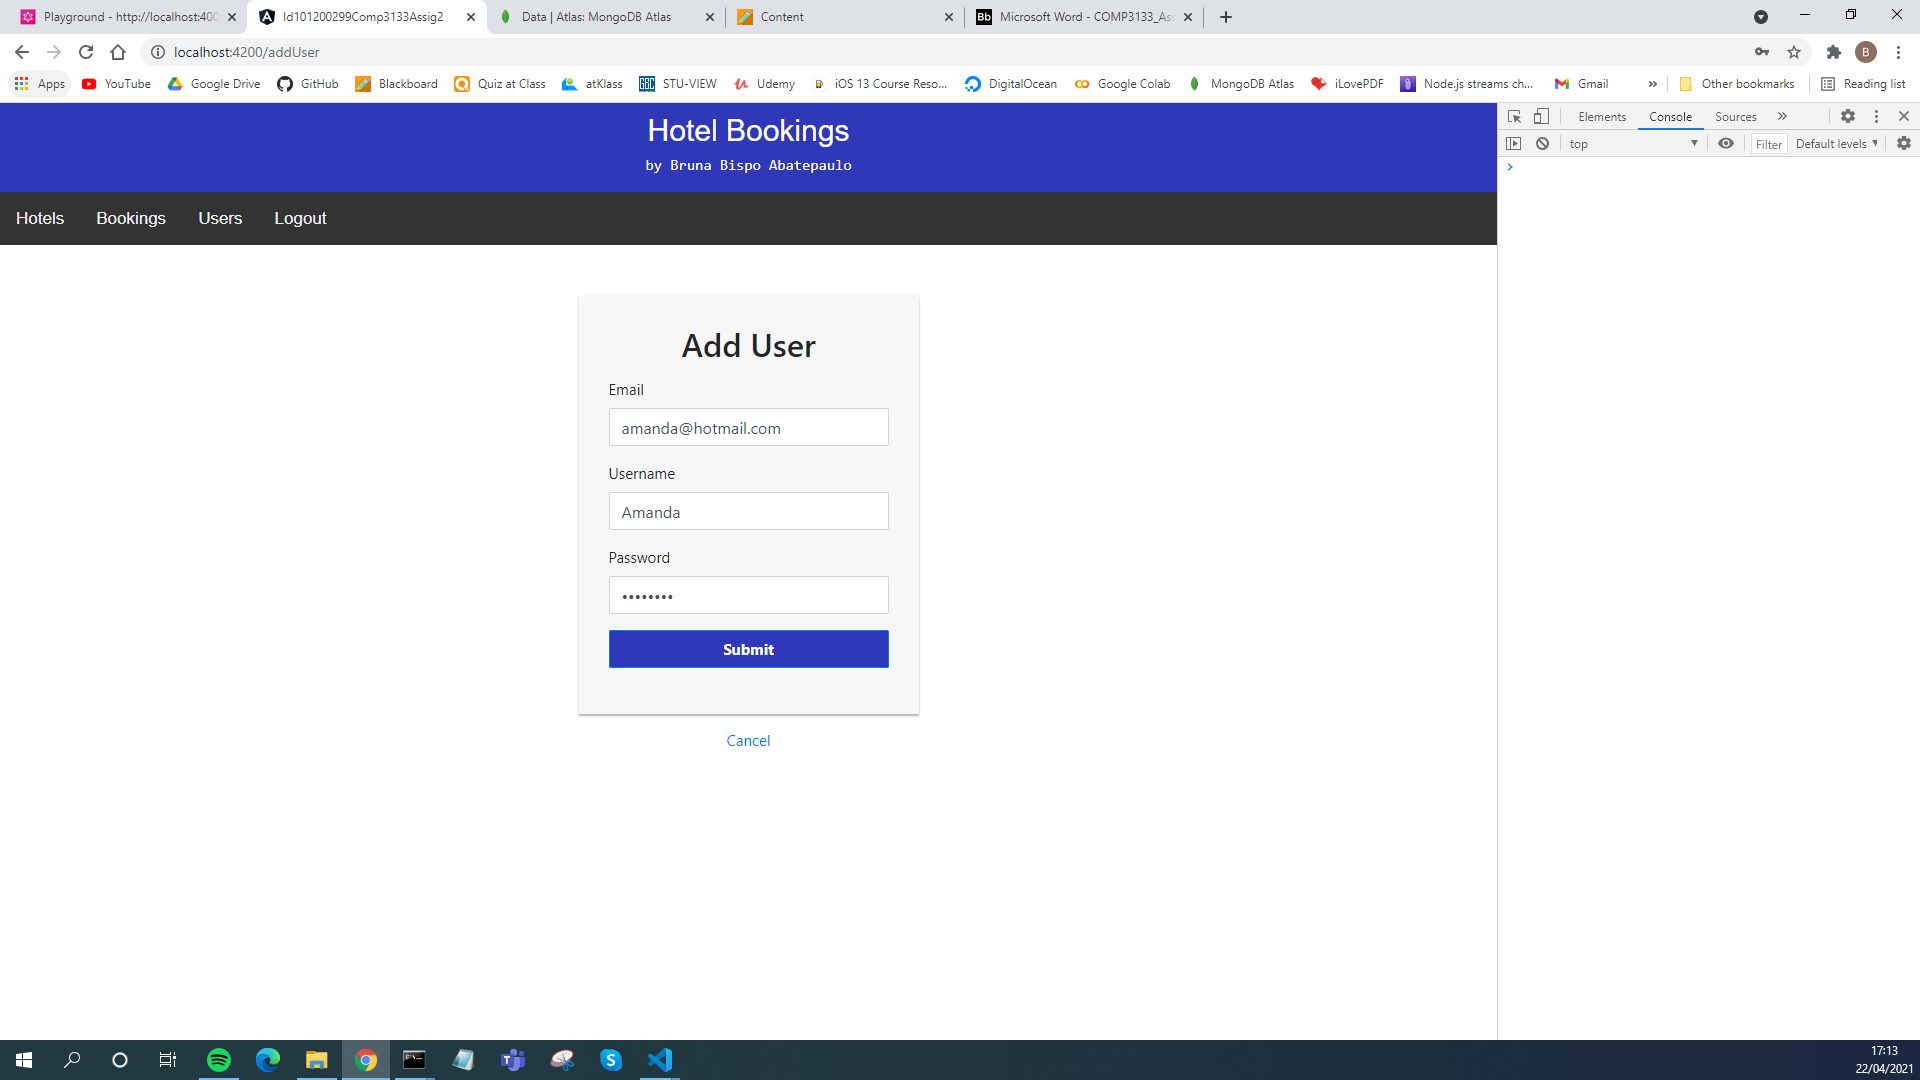 Playground - http://localhost:400
Id101200299Comp3133Assig2
Data | Atlas: MongoDB Atlas
Content
Bb Microsoft Word - COMP3133_As
localhost:4200/addUser
B
Apps YouTube Google Drive GitHub Blackboard Quiz at Class atKlass GBC STU-VIEW Udemy iOS 13 Course Reso... DigitalOcean Google Colab MongoDB Atlas iLovePDF Node.js streams ch... Gmail » Other bookmarks Reading list
Hotel Bookings
by Bruna Bispo Abatepaulo
Hotels Bookings Users Logout
Add User
Email
amanda@hotmail.com
Username
Amanda
Password
••••••••
Submit
Cancel
Elements Console Sources »
top Filter Default levels
17:13
22/04/2021